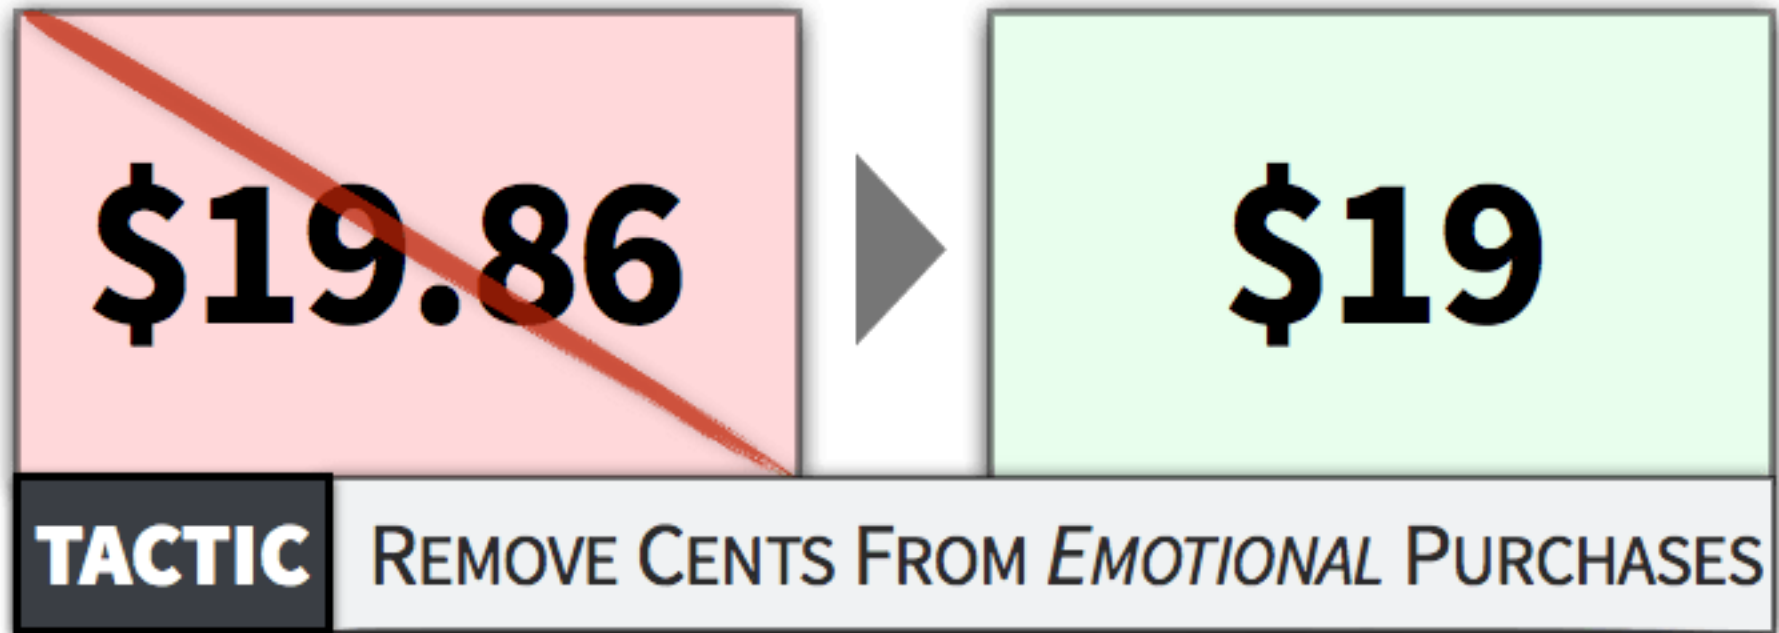 $19.86
$19
TACTIC
REMOVE CENTS FROM EMOTIONAL PURCHASES